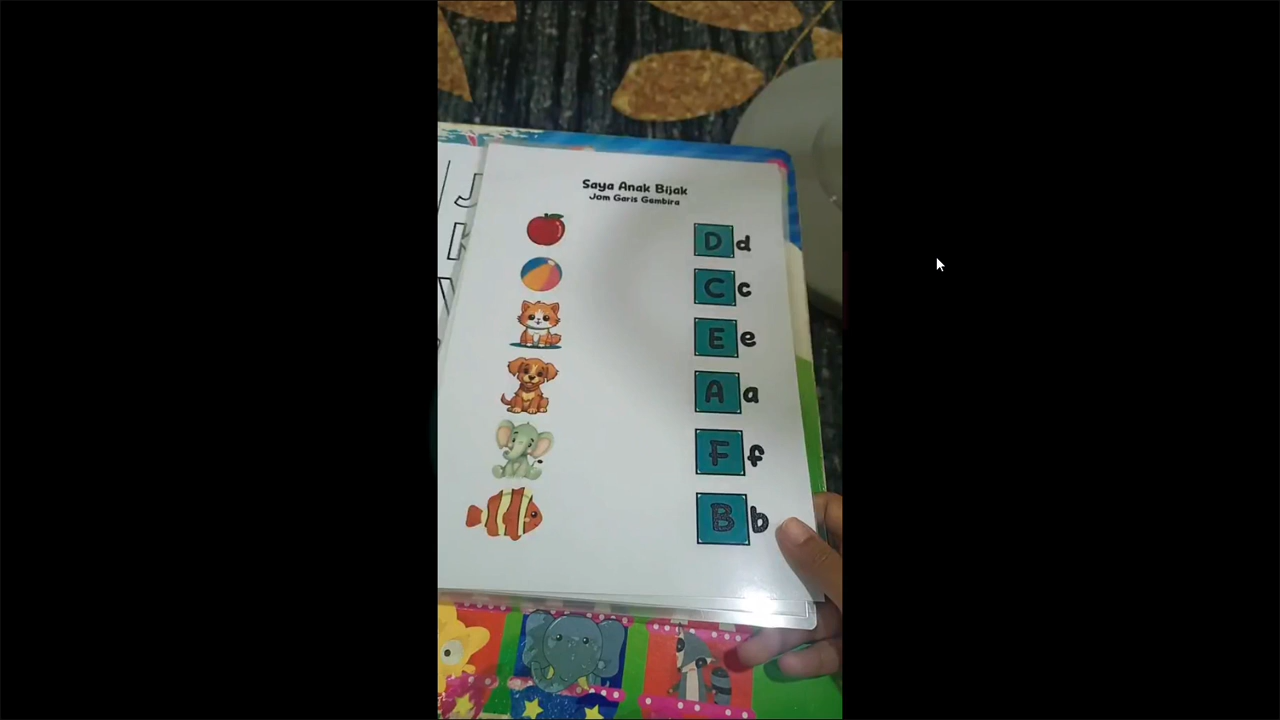 Saya Anak Bijak
Jom Garis Gembira
D d
C c
E e
A a
F f
B b